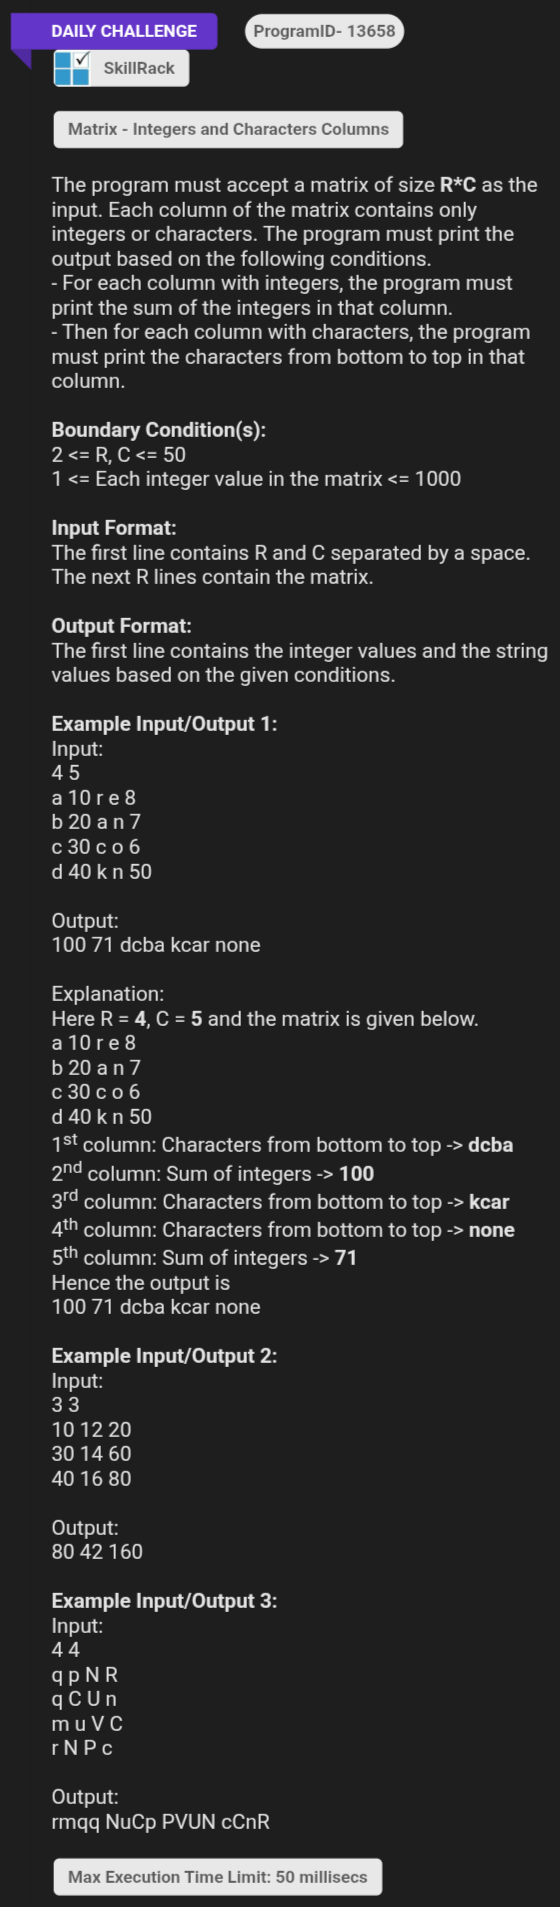 DAILY CHALLENGE
ProgramID- 13658
SkillRack
Matrix - Integers and Characters Columns
The program must accept a matrix of size R*C as the
input. Each column of the matrix contains only
integers or characters. The program must print the
output based on the following conditions.
- For each column with integers, the program must
print the sum of the integers in that column.
- Then for each column with characters, the program
must print the characters from bottom to top in that
column.
Boundary Condition(s):
2 <= R, C <= 50
1 <= Each integer value in the matrix <= 1000
Input Format:
The first line contains R and C separated by a space.
The next R lines contain the matrix.
Output Format:
The first line contains the integer values and the string
values based on the given conditions.
Example Input/Output 1:
Input:
4 5
a 10 r e 8
b 20 a n 7
c 30 c o 6
d 40 k n 50
Output:
100 71 dcba kcar none
Explanation:
Here R = 4, C = 5 and the matrix is given below.
a 10 r e 8
b 20 a n 7
c 30 c o 6
d 40 k n 50
1st column: Characters from bottom to top -> dcba
2nd column: Sum of integers -> 100
3rd column: Characters from bottom to top -> kcar
4th column: Characters from bottom to top -> none
5th column: Sum of integers -> 71
Hence the output is
100 71 dcba kcar none
Example Input/Output 2:
Input:
3 3
10 12 20
30 14 60
40 16 80
Output:
80 42 160
Example Input/Output 3:
Input:
4 4
q p N R
q C U n
m u V C
r N P c
Output:
rmqq NuCp PVUN cCnR
Max Execution Time Limit: 50 millisecs